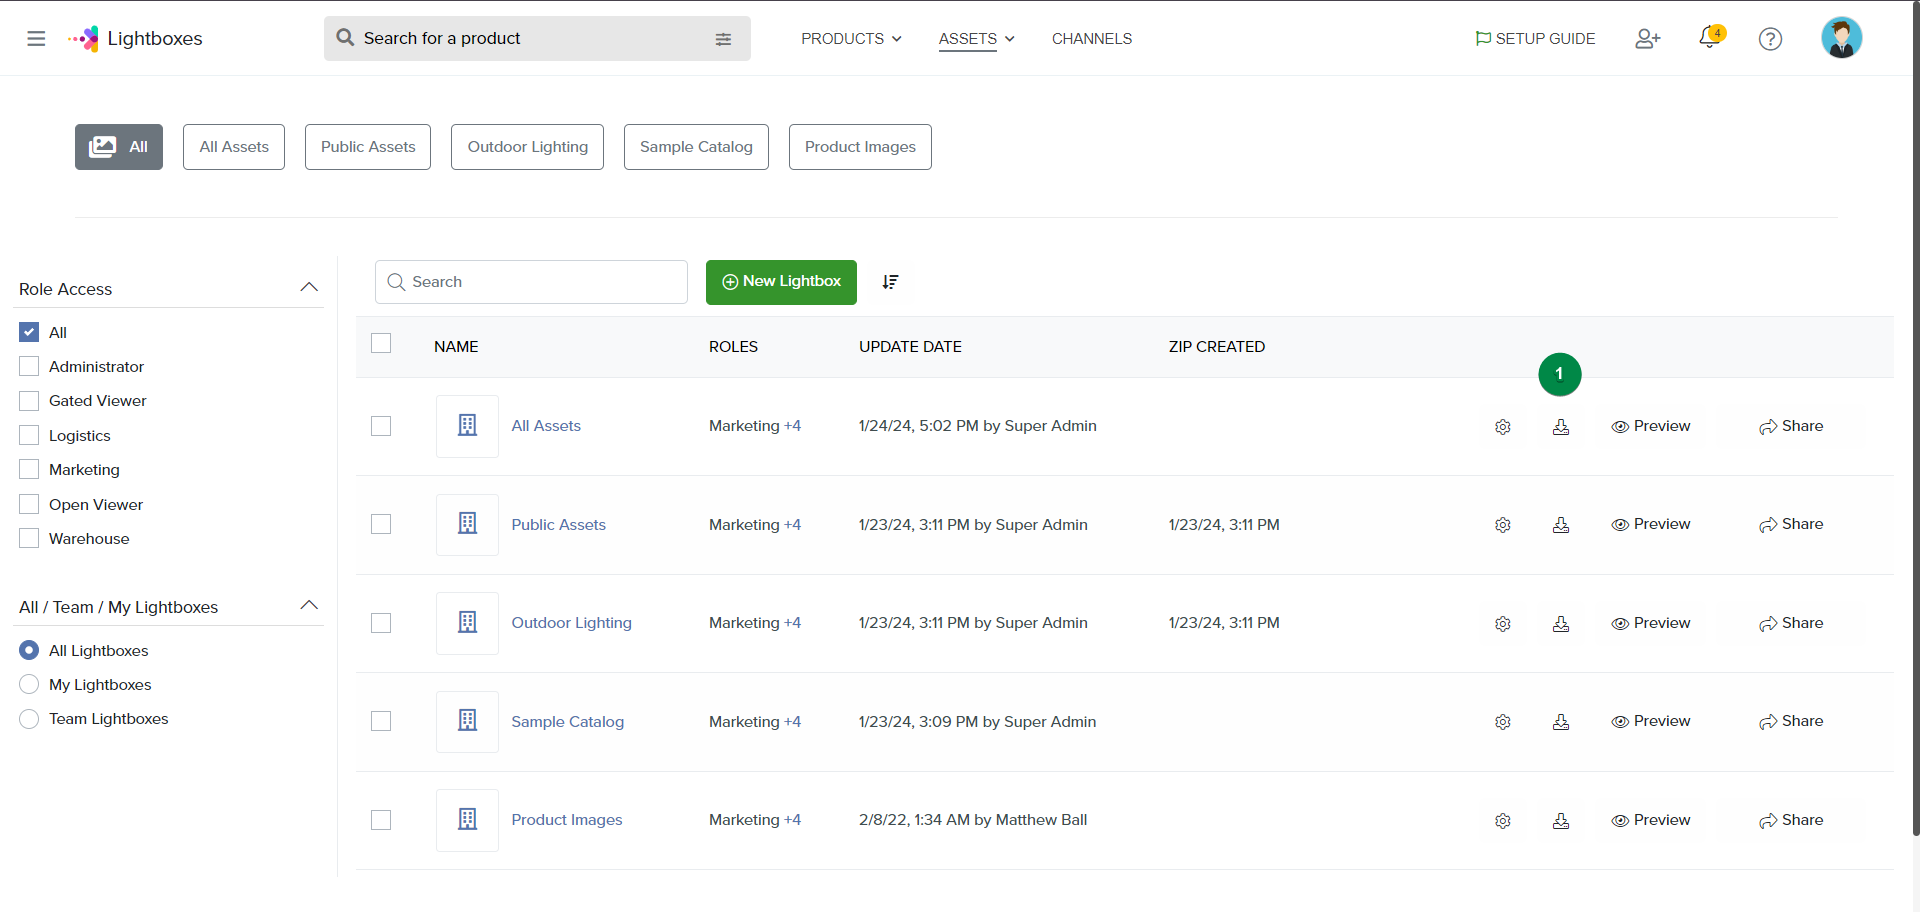 Lightboxes
Search for a product
PRODUCTS
ASSETS
CHANNELS
SETUP GUIDE
4
?
All
All Assets
Public Assets
Outdoor Lighting
Sample Catalog
Product Images
Role Access
All
Administrator
Gated Viewer
Logistics
Marketing
Open Viewer
Warehouse
All / Team / My Lightboxes
All Lightboxes
My Lightboxes
Team Lightboxes
Search
New Lightbox
NAME ROLES UPDATE DATE ZIP CREATED
1
All Assets Marketing +4 1/24/24, 5:02 PM by Super Admin Preview Share
Public Assets Marketing +4 1/23/24, 3:11 PM by Super Admin 1/23/24, 3:11 PM Preview Share
Outdoor Lighting Marketing +4 1/23/24, 3:11 PM by Super Admin 1/23/24, 3:11 PM Preview Share
Sample Catalog Marketing +4 1/23/24, 3:09 PM by Super Admin Preview Share
Product Images Marketing +4 2/8/22, 1:34 AM by Matthew Ball Preview Share